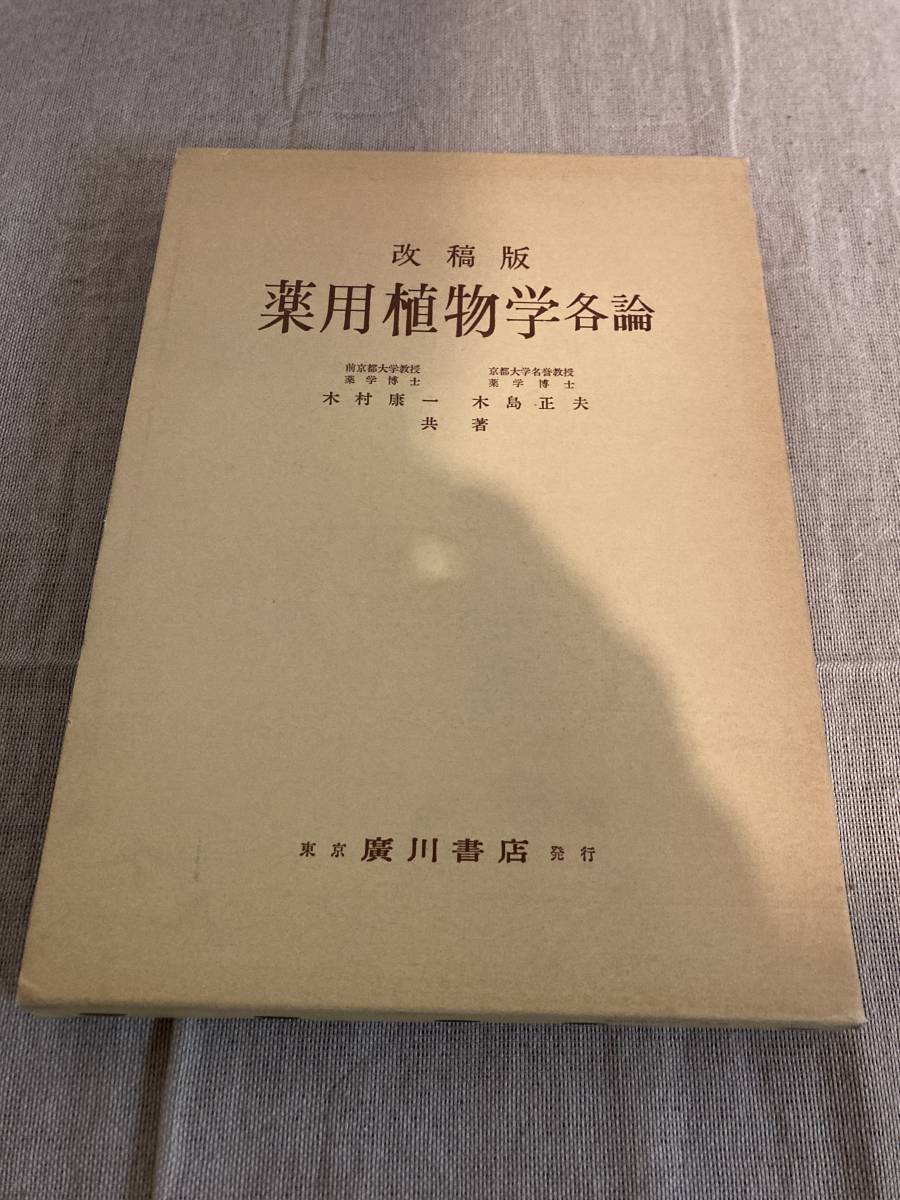 改稿版
薬用植物学各論
前京都大学教授 京都大学名誉教授
薬学博士 薬学博士
木村康一 木島正夫
共著
東京 廣川書店 発行